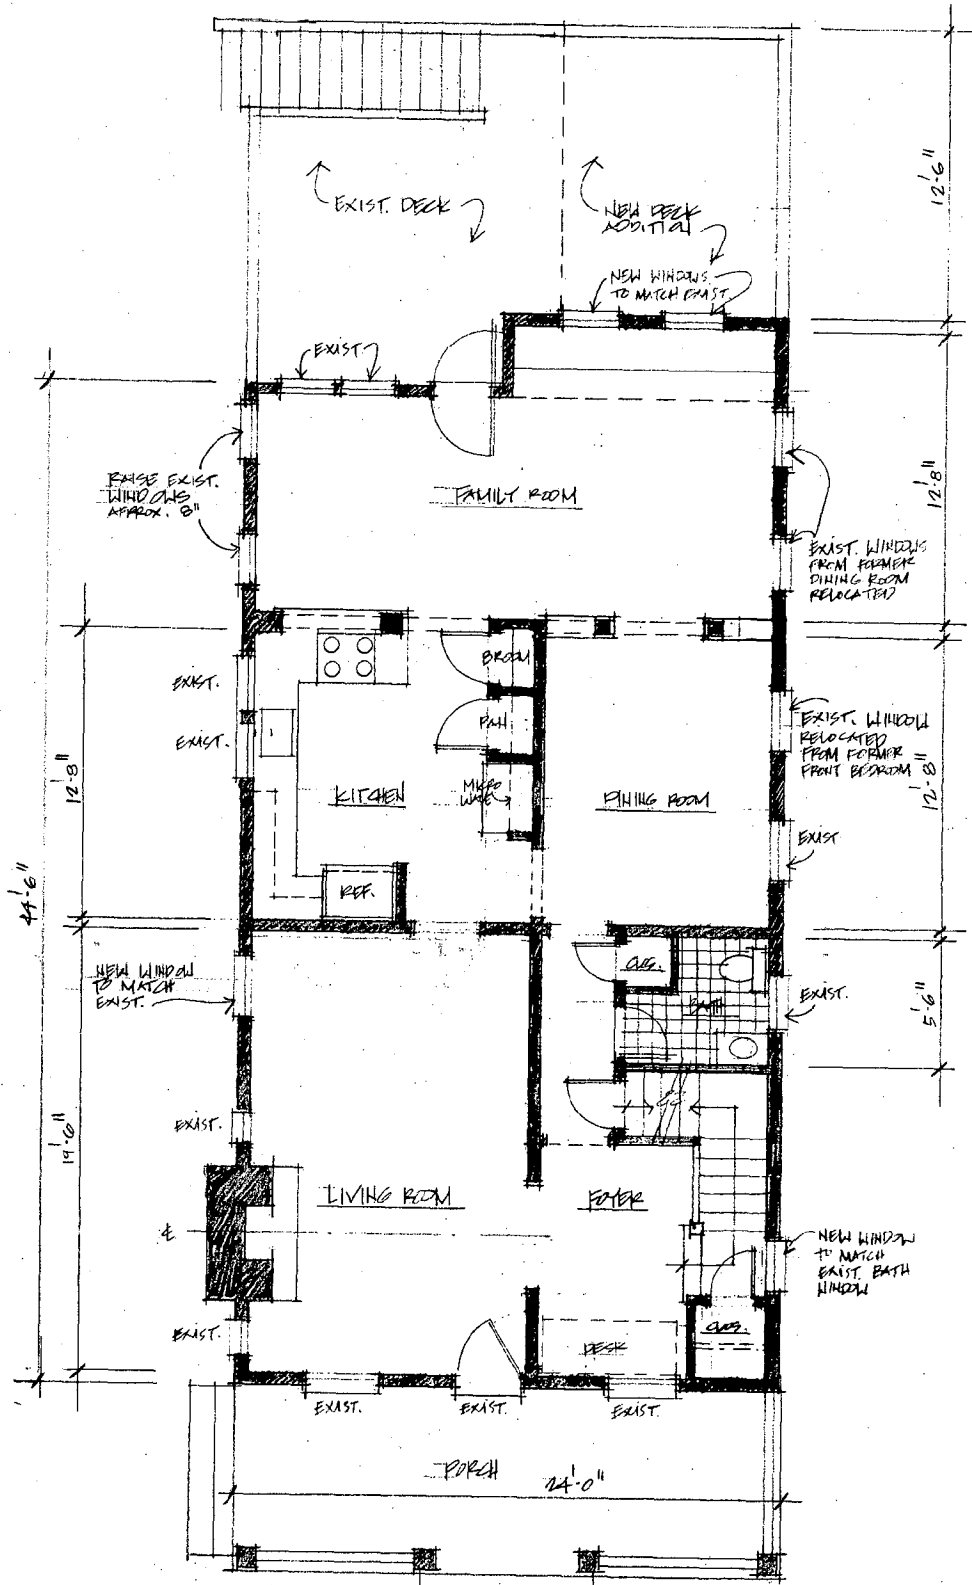 12'-6"
EXIST. DECK
NEW DECK
ADDITION
NEW WINDOWS
TO MATCH EXIST.
EXIST.
RAISE EXIST.
WINDOWS
APPROX. 8"
FAMILY ROOM
12'-8"
EXIST. WINDOWS
FROM FORMER
DINING ROOM
RELOCATED
BROOM
EXIST.
PAN.
EXIST.
EXIST. WINDOW
RELOCATED
FROM FORMER
FRONT BEDROOM
12'-8"
12'-8"
KITCHEN
MICRO
WAVE
DINING ROOM
EXIST
44'-6"
REF.
NEW WINDOW
TO MATCH
EXIST.
CLOS.
BATH
EXIST.
5'-6"
EXIST.
19'-6"
LIVING ROOM
FOYER
NEW WINDOW
TO MATCH
EXIST. BATH
WINDOW
EXIST.
CLOS.
DESK
EXIST.
EXIST.
EXIST.
PORCH
24'-0"